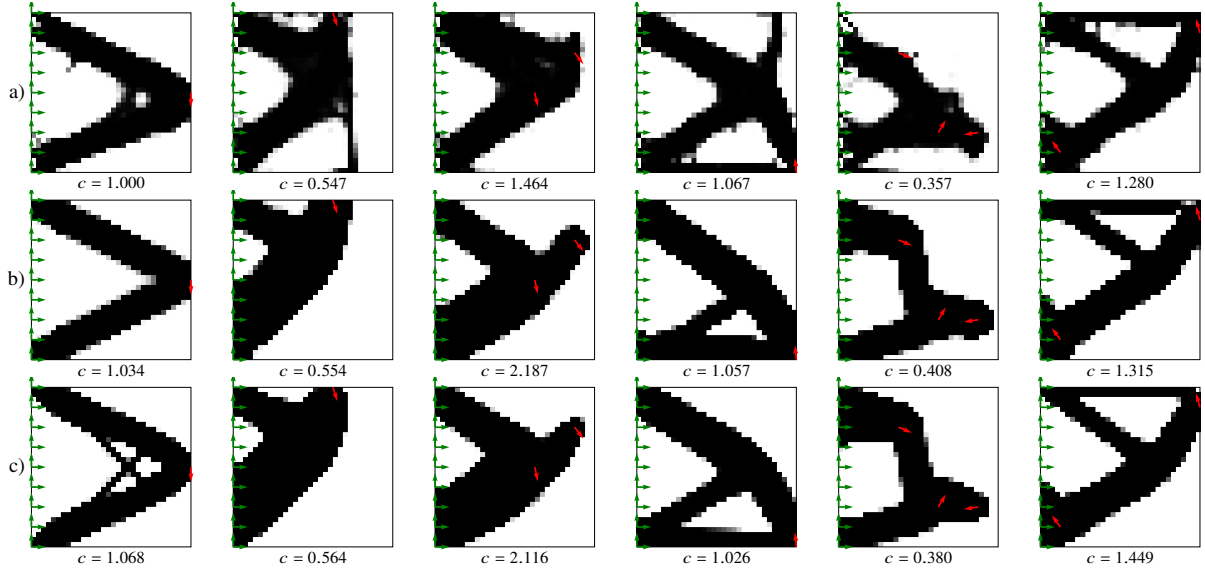 a)
c = 1.000 c = 0.547 c = 1.464 c = 1.067 c = 0.357 c = 1.280
b)
c = 1.034 c = 0.554 c = 2.187 c = 1.057 c = 0.408 c = 1.315
c)
c = 1.068 c = 0.564 c = 2.116 c = 1.026 c = 0.380 c = 1.449